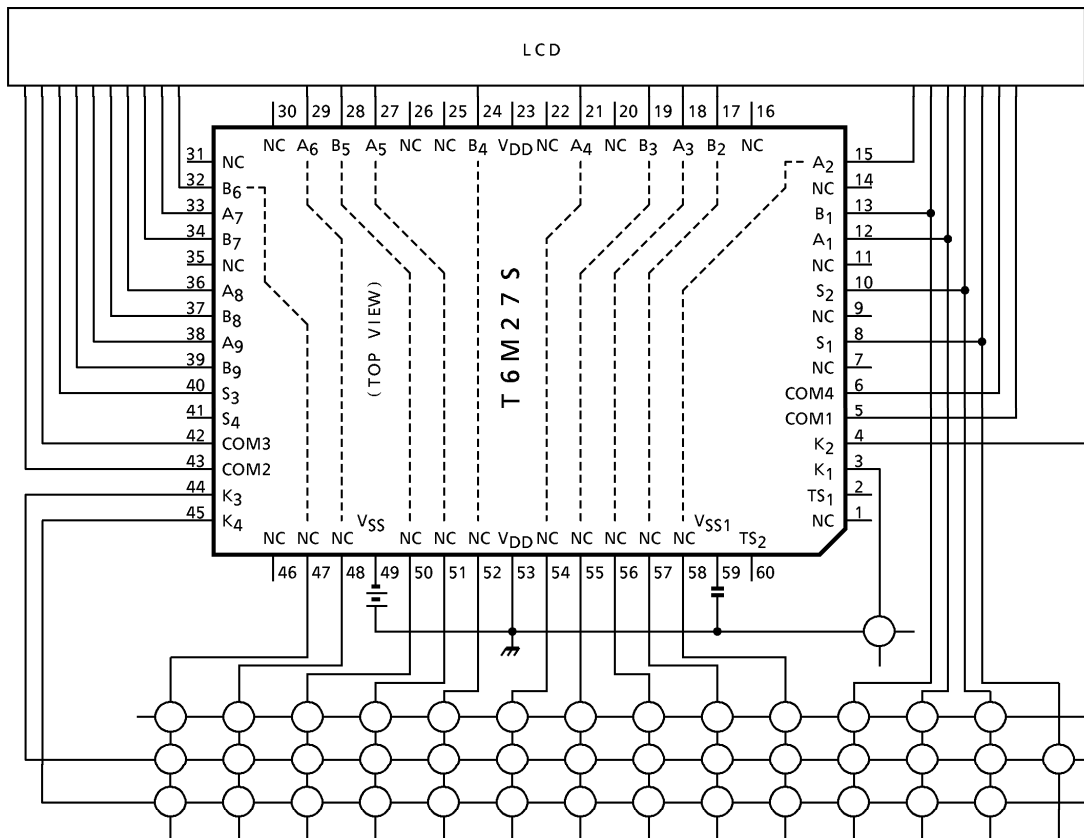 LCD
30 29 28 27 26 25 24 23 22 21 20 19 18 17 16
NC A6 B5 A5 NC NC B4 VDD NC A4 NC B3 A3 B2 NC
31 NC
32 B6
33 A7
34 B7
35 NC
36 A8
37 B8
38 A9
39 B9
40 S3
41 S4
42 COM3
43 COM2
44 K3
45 K4
(TOP VIEW)
T6M27S
A2 15
NC 14
B1 13
A1 12
NC 11
S2 10
NC 9
S1 8
NC 7
COM4 6
COM1 5
K2 4
K1 3
TS1 2
NC 1
NC NC NC VSS NC NC NC VDD NC NC NC NC NC VSS1 TS2
46 47 48 49 50 51 52 53 54 55 56 57 58 59 60